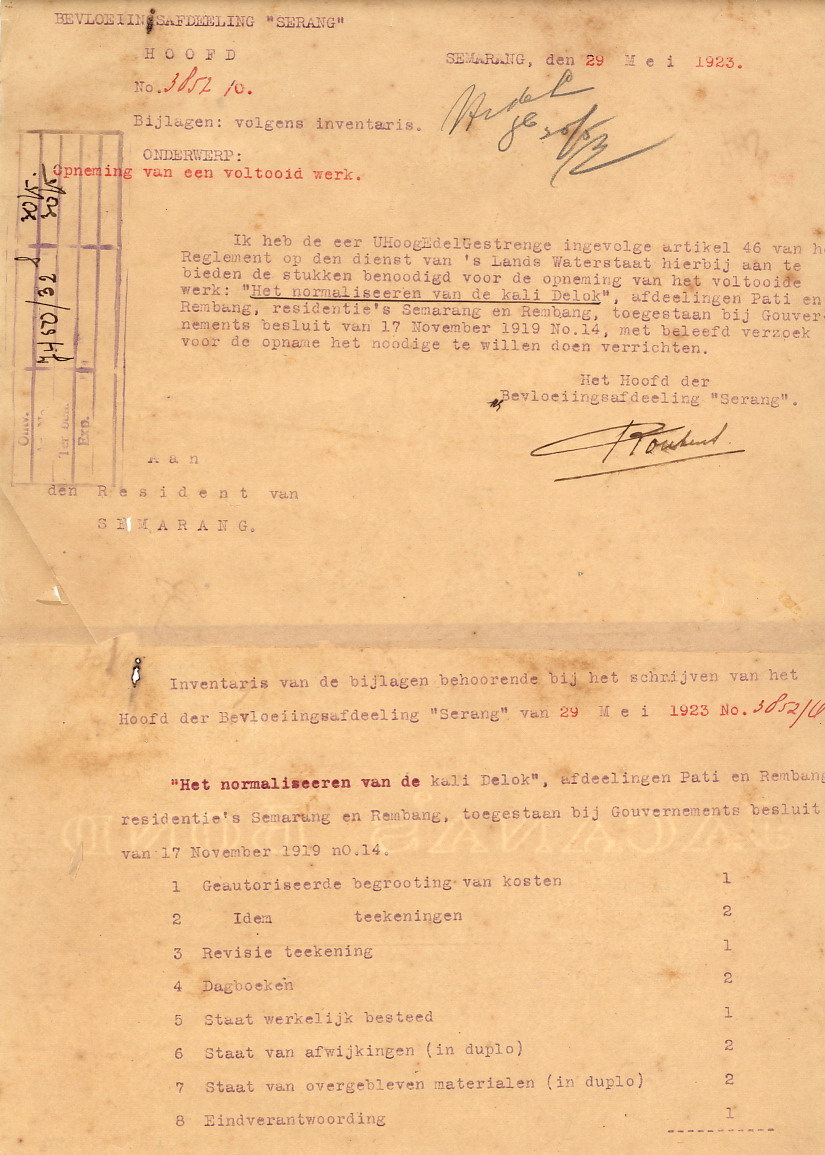 BEVLOEIINGSAFDEELING "SERANG"
H O O F D
SEMARANG, den 29 M e i 1923.
No. 3852 /O.
Bijlagen: volgens inventaris.
ONDERWERP:
Opneming van een voltooid werk.
Ik heb de eer UHoogEdelGestrenge ingevolge artikel 46 van h
Reglement op den dienst van 's Lands Waterstaat hierbij aan te
bieden de stukken benoodigd voor de opneming van het voltooide
werk: "Het normaliseeren van de kali Delok", afdeelingen Pati en
Rembang, residentie's Semarang en Rembang, toegestaan bij Gouver-
nements besluit van 17 November 1919 No.14, met beleefd verzoek
voor de opname het noodige te willen doen verrichten.
Het Hoofd der
Bevloeiingsafdeeling "Serang".
Omv.
1er ben.
Exp.
A a n
den R e s i d e n t van
S E M A R A N G.
Inventaris van de bijlagen behoorende bij het schrijven van het
Hoofd der Bevloeiingsafdeeling "Serang" van 29 M e i 1923 No. 3852/
"Het normaliseeren van de kali Delok", afdeelingen Pati en Rembang
residentie's Semarang en Rembang, toegestaan bij Gouvernements besluit
van 17 November 1919 nO.14.
1 Geautoriseerde begrooting van kosten 1
2 Idem teekeningen 2
3 Revisie teekening 1
4 Dagboeken 2
5 Staat werkelijk besteed 1
6 Staat van afwijkingen (in duplo) 2
7 Staat van overgebleven materialen (in duplo) 2
8 Eindverantwoording 1